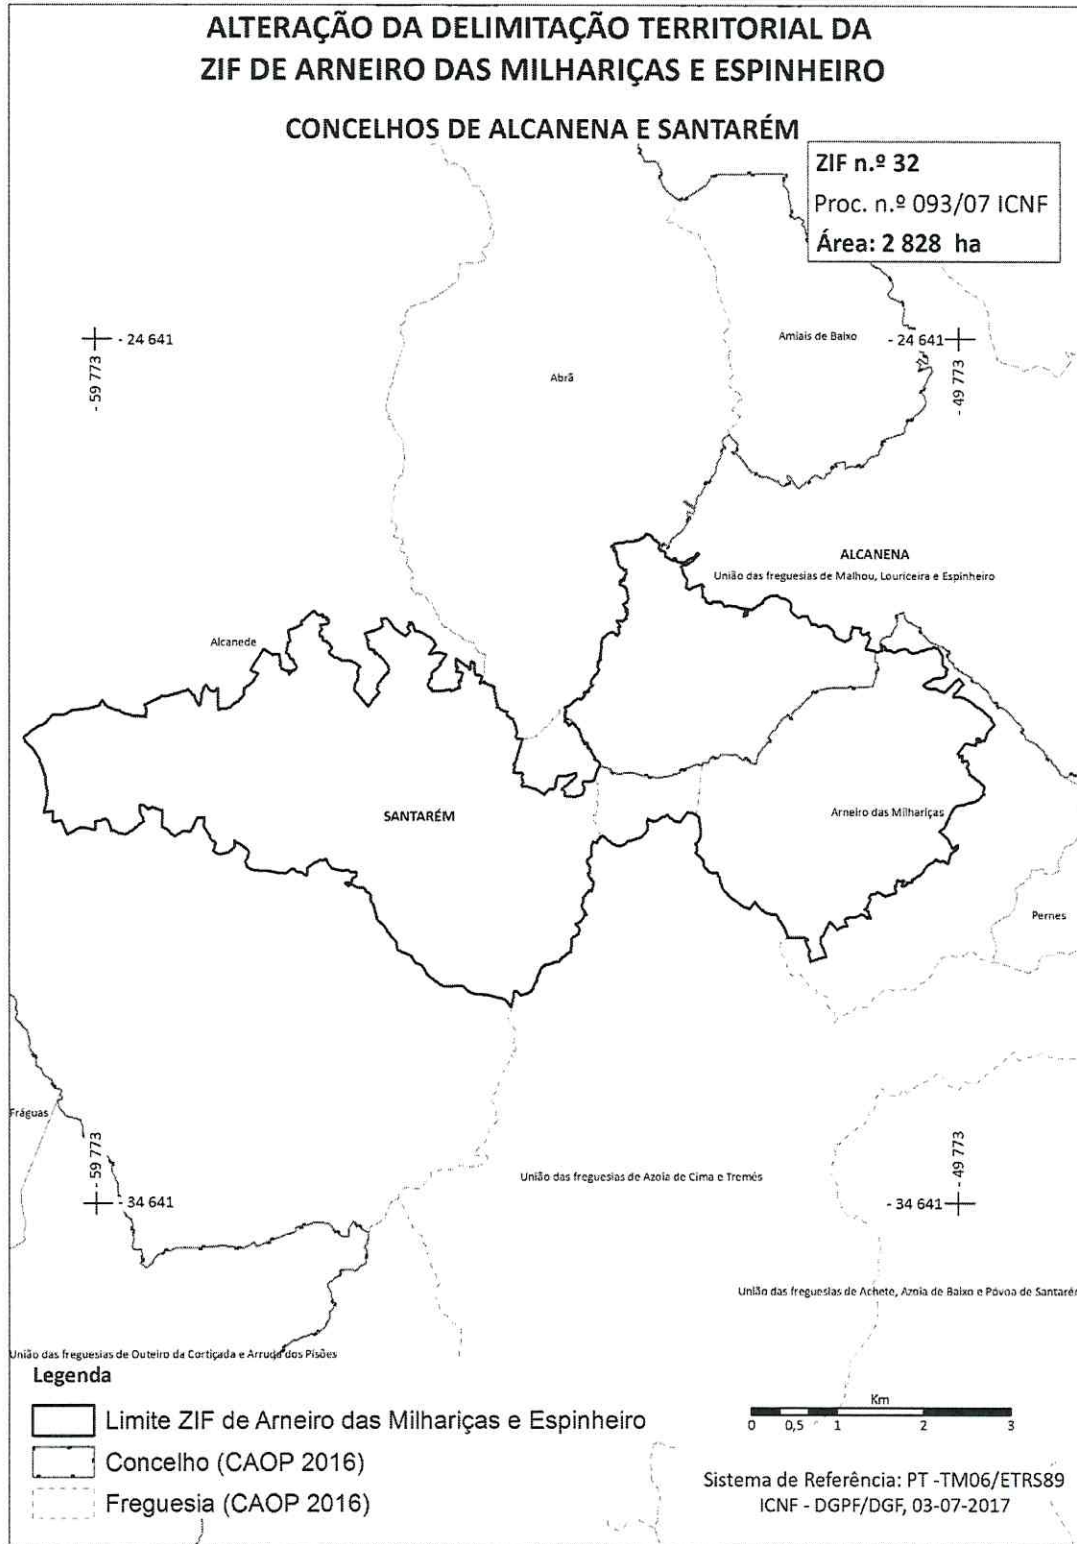 ALTERAÇÃO DA DELIMITAÇÃO TERRITORIAL DA
ZIF DE ARNEIRO DAS MILHARIÇAS E ESPINHEIRO
CONCELHOS DE ALCANENA E SANTARÉM
ZIF n.º 32
Proc. n.º 093/07 ICNF
Área: 2 828 ha
- 24 641
- 59 773
Amiais de Baixo
- 24 641
- 49 773
Abrã
ALCANENA
União das freguesias de Malhou, Louriceira e Espinheiro
Alcanede
SANTARÉM
Arneiro das Milhariças
Pernes
Fráguas
- 59 773
- 34 641
União das freguesias de Azoia de Cima e Tremês
- 49 773
- 34 641
União das freguesias de Achete, Azoia de Baixo e Póvoa de Santarém
União das freguesias de Outeiro da Cortiçada e Arruda dos Pisões
Legenda
Limite ZIF de Arneiro das Milhariças e Espinheiro
Concelho (CAOP 2016)
Freguesia (CAOP 2016)
Km
0 0,5 1 2 3
Sistema de Referência: PT -TM06/ETRS89
ICNF - DGPF/DGF, 03-07-2017